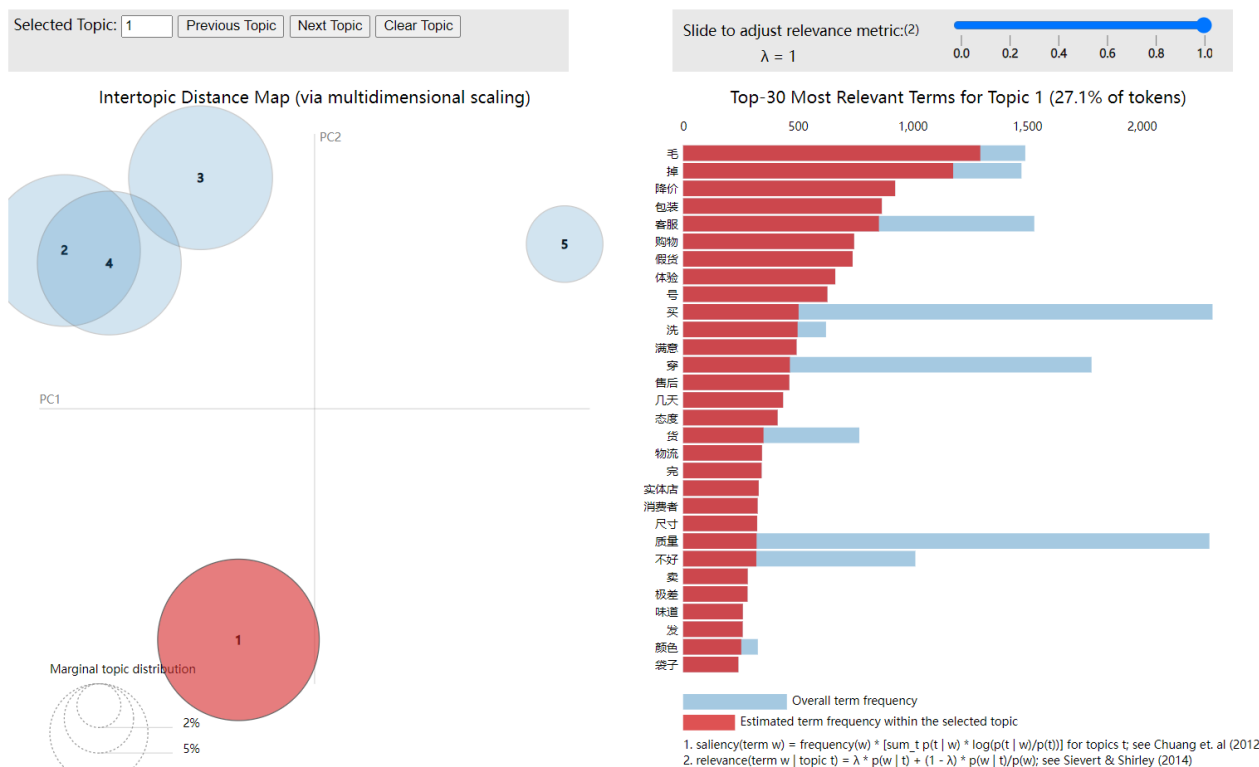 Selected Topic: 1 Previous Topic Next Topic Clear Topic
Slide to adjust relevance metric:(2)
λ = 1
0.0 0.2 0.4 0.6 0.8 1.0
Intertopic Distance Map (via multidimensional scaling)
PC2
PC1
3
2
4
5
1
Marginal topic distribution
2%
5%
Top-30 Most Relevant Terms for Topic 1 (27.1% of tokens)
0 500 1,000 1,500 2,000
毛
掉
降价
包装
客服
购物
假货
体验
号
买
洗
满意
穿
售后
几天
态度
货
物流
完
实体店
消费者
尺寸
质量
不好
卖
极差
味道
发
颜色
袋子
Overall term frequency
Estimated term frequency within the selected topic
1. saliency(term w) = frequency(w) * [sum_t p(t | w) * log(p(t | w)/p(t))] for topics t; see Chuang et. al (2012
2. relevance(term w | topic t) = λ * p(w | t) + (1 - λ) * p(w | t)/p(w); see Sievert & Shirley (2014)